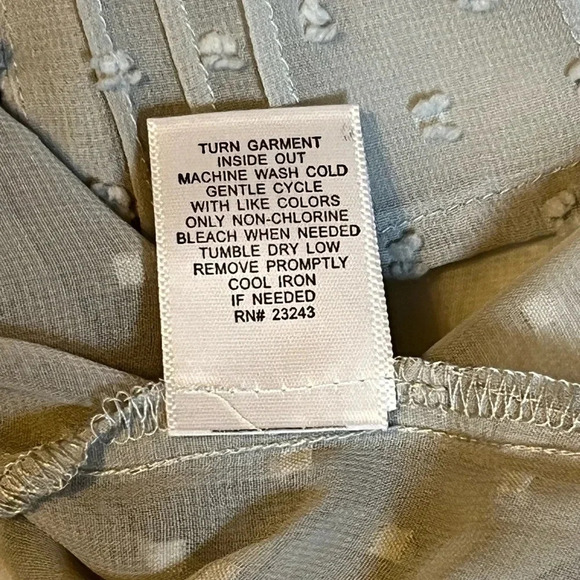 TURN GARMENT
INSIDE OUT
MACHINE WASH COLD
GENTLE CYCLE
WITH LIKE COLORS
ONLY NON-CHLORINE
BLEACH WHEN NEEDED
TUMBLE DRY LOW
REMOVE PROMPTLY
COOL IRON
IF NEEDED
RN# 23243